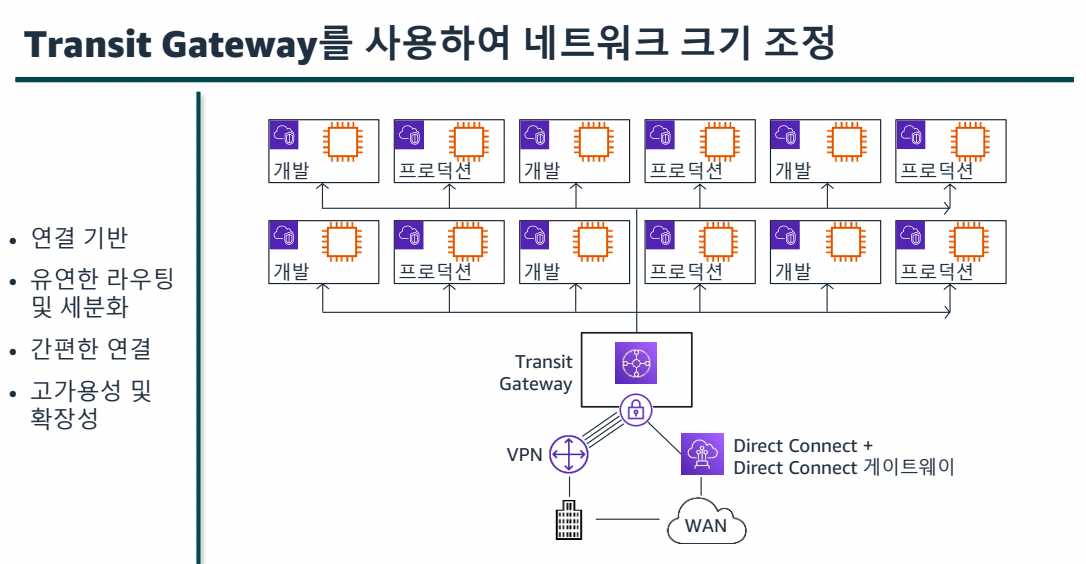 Transit Gateway를 사용하여 네트워크 크기 조정
• 연결 기반
• 유연한 라우팅
및 세분화
• 간편한 연결
• 고가용성 및
확장성
개발 프로덕션 개발 프로덕션 개발 프로덕션
개발 프로덕션 개발 프로덕션 개발 프로덕션
Transit
Gateway
VPN
Direct Connect +
Direct Connect 게이트웨이
WAN